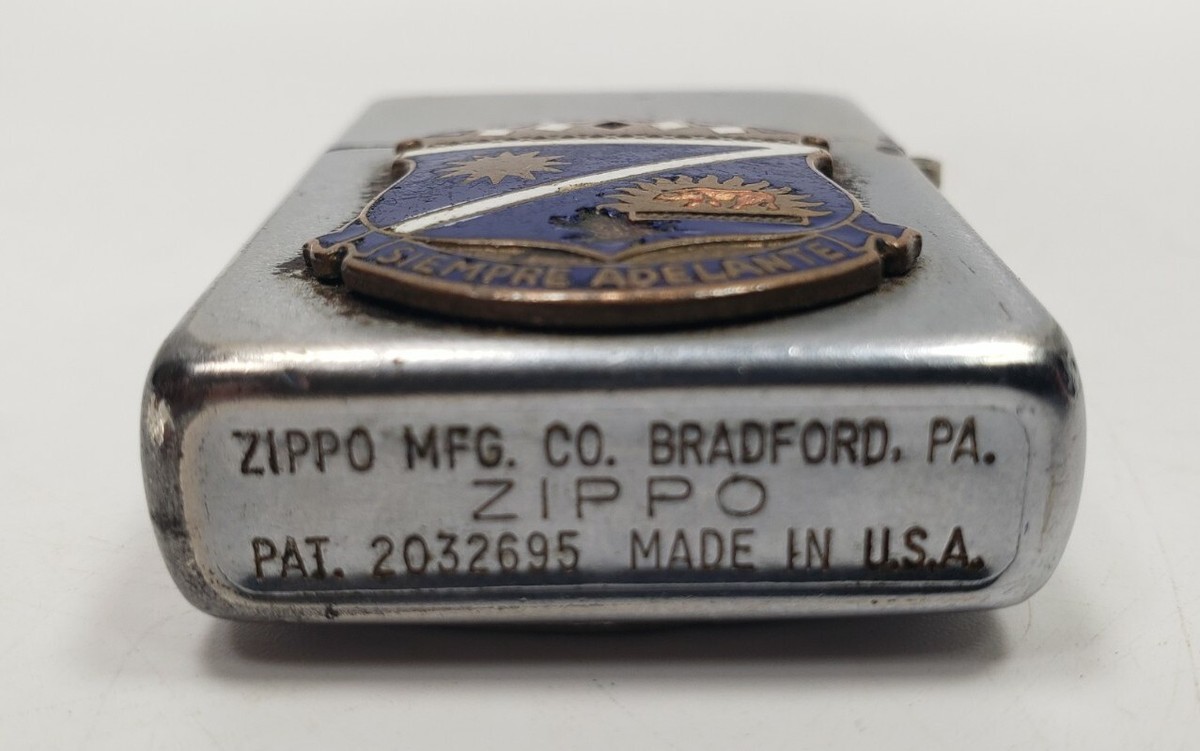 SIEMPRE ADELANTE
ZIPPO MFG. CO. BRADFORD, PA.
ZIPPO
PAT. 2032695 MADE IN U.S.A.